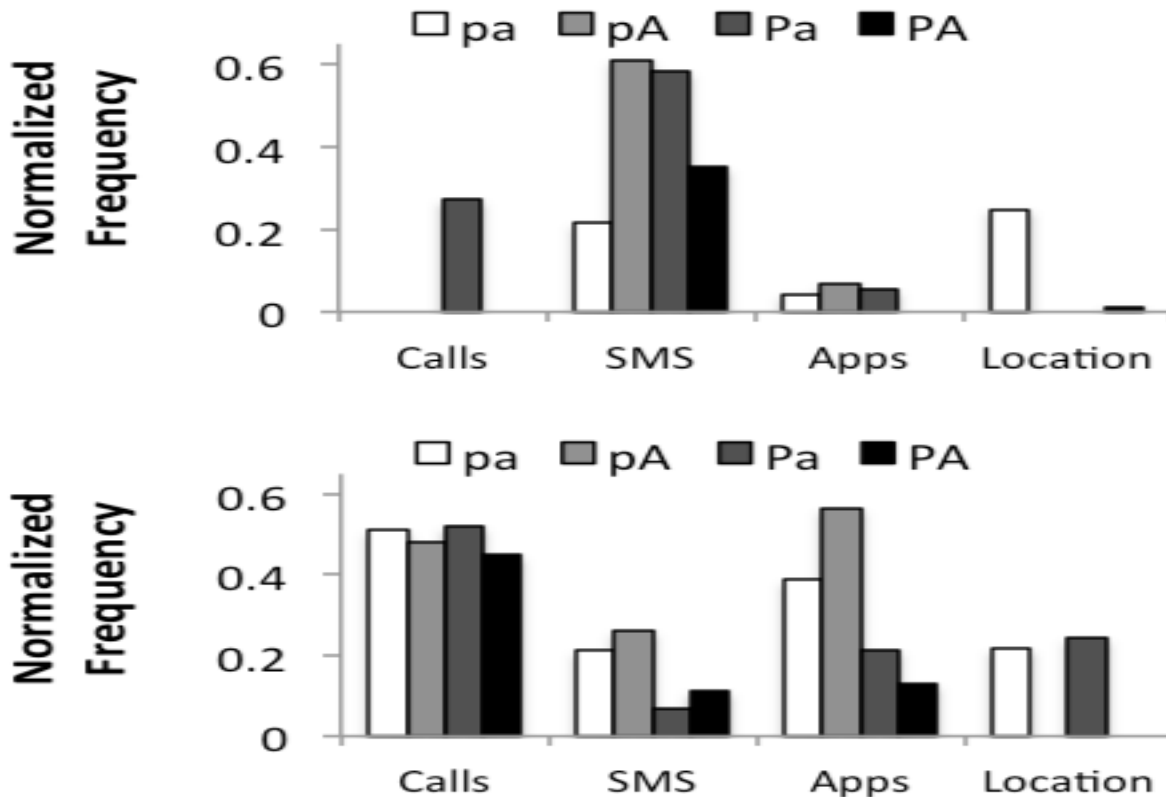 pa pA Pa PA
Normalized
Frequency
0.6
0.4
0.2
0
Calls SMS Apps Location
pa pA Pa PA
Normalized
Frequency
0.6
0.4
0.2
0
Calls SMS Apps Location